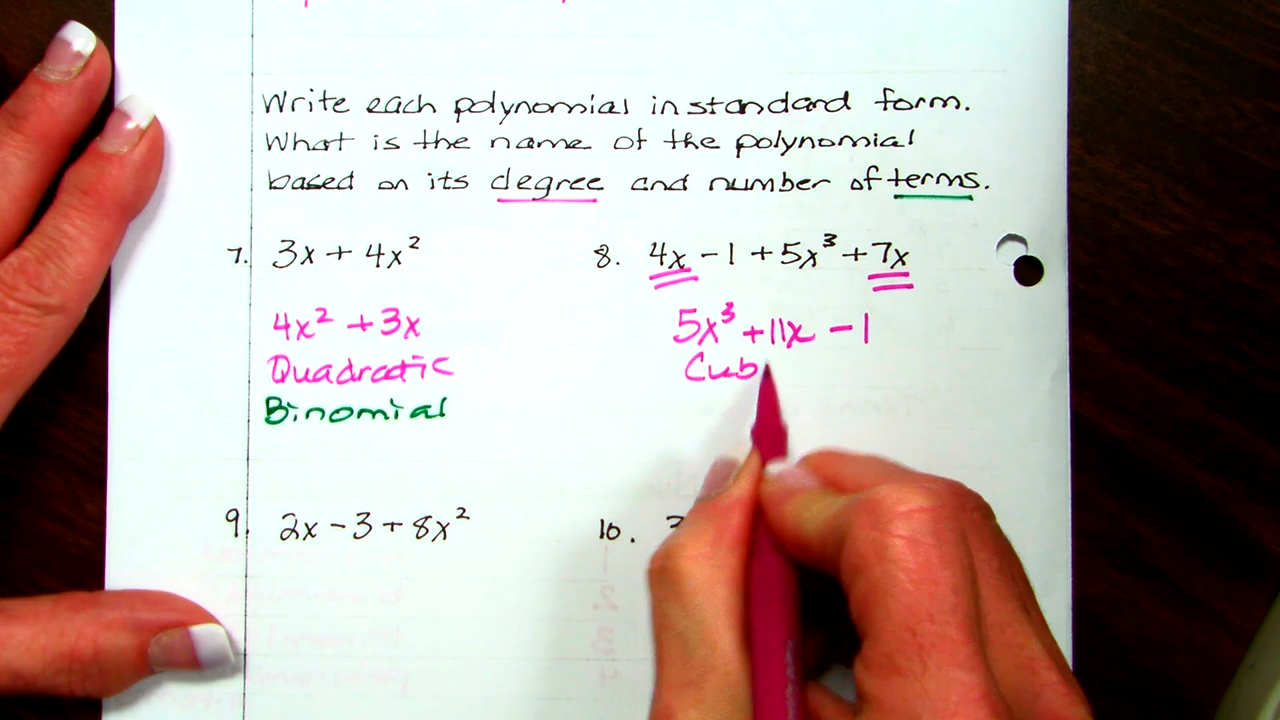 Write each polynomial in standard form.
What is the name of the polynomial
based on its degree and number of terms.
7. 3x + 4x²
4x² + 3x
Quadratic
Binomial
8. 4x - 1 + 5x³ + 7x
5x³ + 11x - 1
Cub
9. 2x - 3 + 8x²
10.